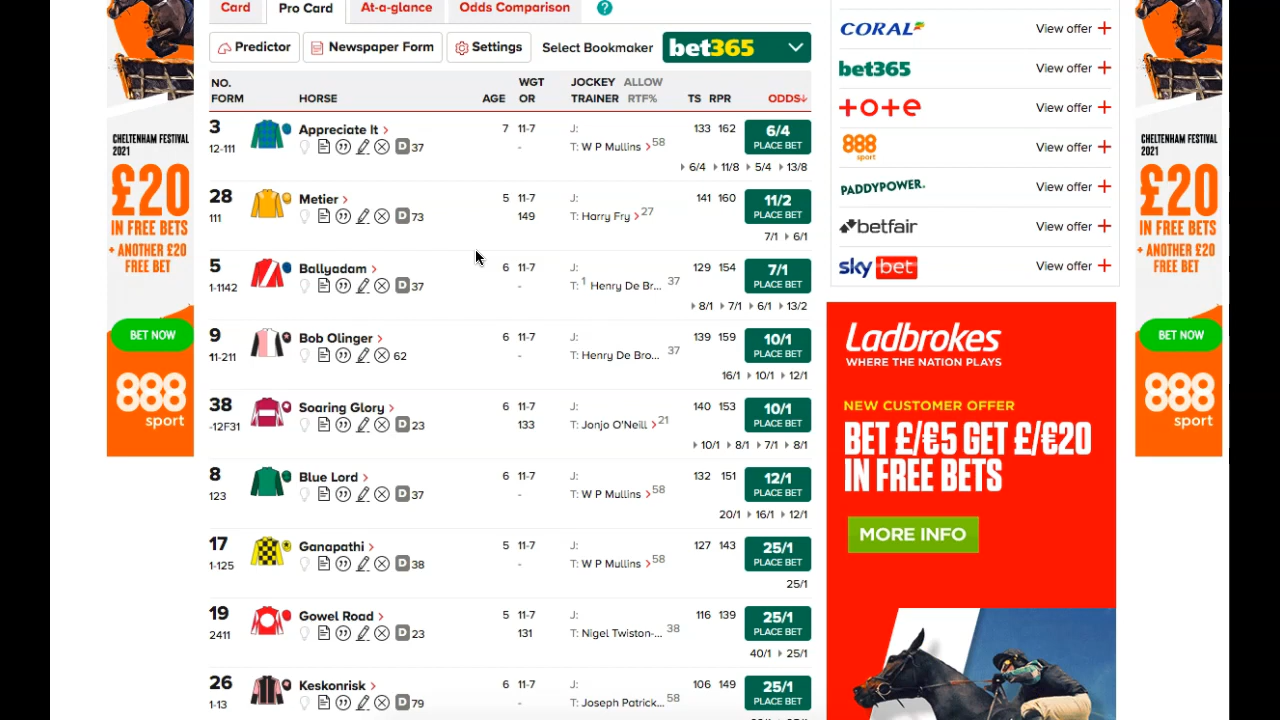 Card Pro Card At-a-glance Odds Comparison ?
Predictor Newspaper Form Settings Select Bookmaker bet365
NO. WGT JOCKEY ALLOW
FORM HORSE AGE OR TRAINER RTF% TS RPR ODDS
3 Appreciate It 7 11-7 J: 133 162 6/4
12-111 D 37 - T: W P Mullins 58 PLACE BET
6/4 11/8 5/4 13/8
28 Metier 5 11-7 J: 141 160 11/2
111 D 73 149 T: Harry Fry 27 PLACE BET
7/1 6/1
5 Ballyadam 6 11-7 J: 129 154 7/1
1-1142 D 37 - T: 1 Henry De Br... 37 PLACE BET
8/1 7/1 6/1 13/2
9 Bob Olinger 6 11-7 J: 139 159 10/1
11-211 62 - T: Henry De Bro... 37 PLACE BET
16/1 10/1 12/1
38 Soaring Glory 6 11-7 J: 140 153 10/1
-12F31 D 23 133 T: Jonjo O'Neill 21 PLACE BET
10/1 8/1 7/1 8/1
8 Blue Lord 6 11-7 J: 132 151 12/1
123 D 37 - T: W P Mullins 58 PLACE BET
20/1 16/1 12/1
17 Ganapathi 5 11-7 J: 127 143 25/1
1-125 D 38 - T: W P Mullins 58 PLACE BET
25/1
19 Gowel Road 5 11-7 J: 116 139 25/1
2411 D 23 131 T: Nigel Twiston-... 38 PLACE BET
40/1 25/1
26 Keskonrisk 6 11-7 J: 106 149 25/1
1-13 D 79 - T: Joseph Patrick... 58 PLACE BET
CORAL View offer +
bet365 View offer +
tote View offer +
888 sport View offer +
PADDYPOWER. View offer +
betfair View offer +
sky bet View offer +
Ladbrokes
WHERE THE NATION PLAYS
NEW CUSTOMER OFFER
BET £/€5 GET £/€20
IN FREE BETS
MORE INFO
CHELTENHAM FESTIVAL
2021
£20
IN FREE BETS
+ ANOTHER £20
FREE BET
BET NOW
888
sport
CHELTENHAM FESTIVAL
2021
£20
IN FREE BETS
+ ANOTHER £20
FREE BET
BET NOW
888
sport